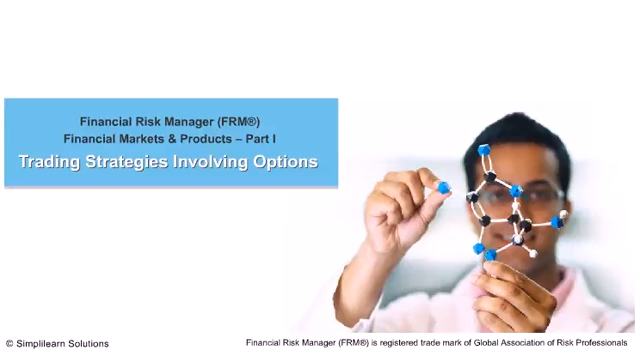 Financial Risk Manager (FRM®)
Financial Markets & Products – Part I
Trading Strategies Involving Options
© Simplilearn Solutions
Financial Risk Manager (FRM®) is registered trade mark of Global Association of Risk Professionals